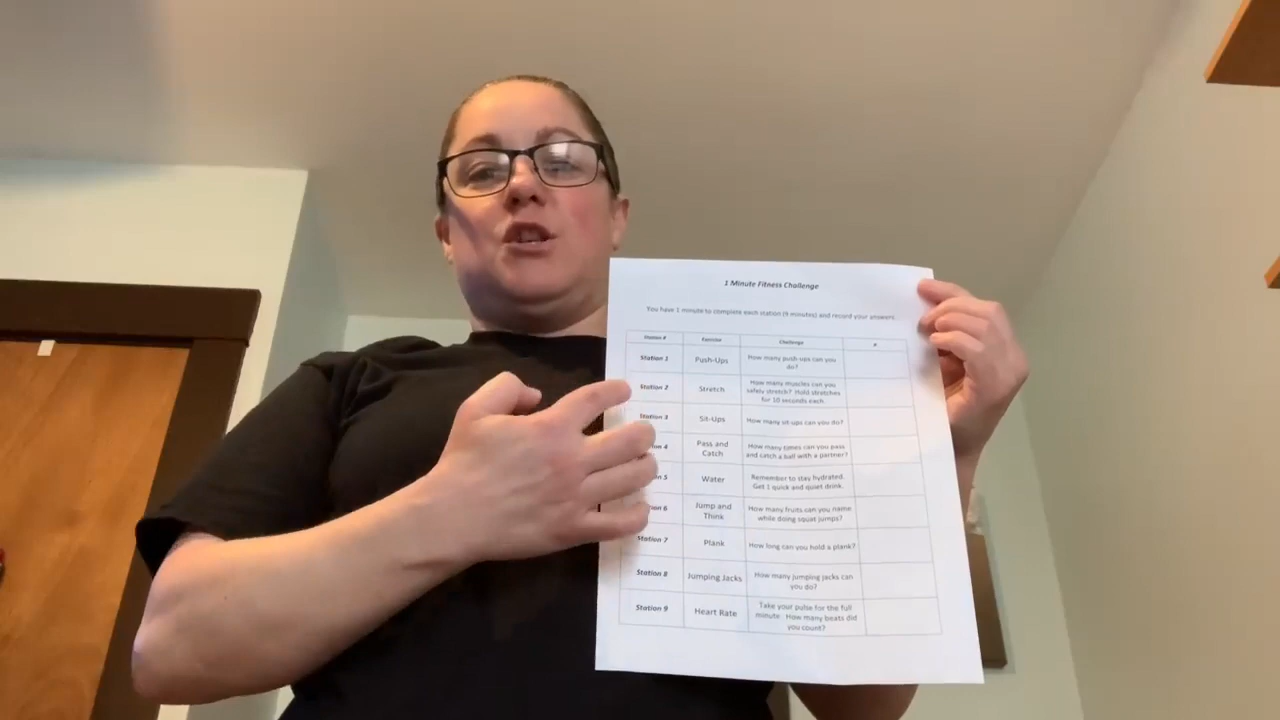 1 Minute Fitness Challenge
You have 1 minute to complete each station (9 minutes) and record your answers.
Station # Exercise Challenge #
Station 1 Push-Ups How many push-ups can you
do?
Station 2 Stretch How many muscles can you
safely stretch? Hold stretches
for 10 seconds each.
Station 3 Sit-Ups How many sit-ups can you do?
4 Pass and
Catch How many times can you pass
and catch a ball with a partner?
5 Water Remember to stay hydrated.
Get 1 quick and quiet drink.
6 Jump and
Think How many fruits can you name
while doing squat jumps?
Station 7 Plank How long can you hold a plank?
Station 8 Jumping Jacks How many jumping jacks can
you do?
Station 9 Heart Rate Take your pulse for the full
minute. How many beats did
you count?